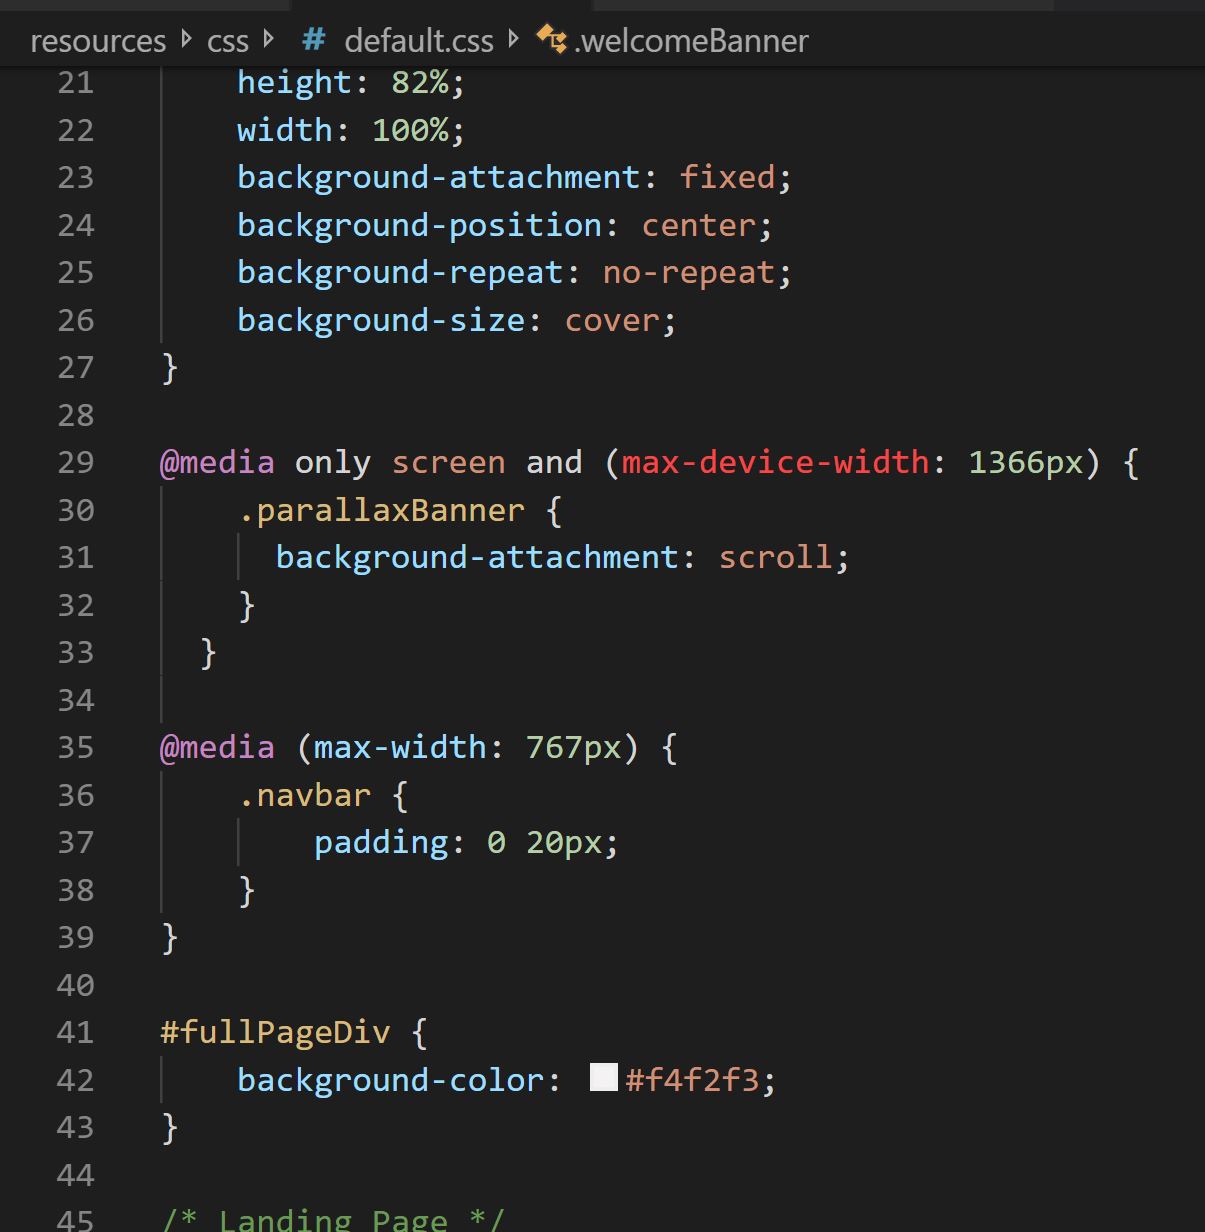 resources css # default.css .welcomeBanner
21 height: 82%;
22 width: 100%;
23 background-attachment: fixed;
24 background-position: center;
25 background-repeat: no-repeat;
26 background-size: cover;
27 }
28
29 @media only screen and (max-device-width: 1366px) {
30 .parallaxBanner {
31 background-attachment: scroll;
32 }
33 }
34
35 @media (max-width: 767px) {
36 .navbar {
37 padding: 0 20px;
38 }
39 }
40
41 #fullPageDiv {
42 background-color: #f4f2f3;
43 }
44
45 /* Landing Page */